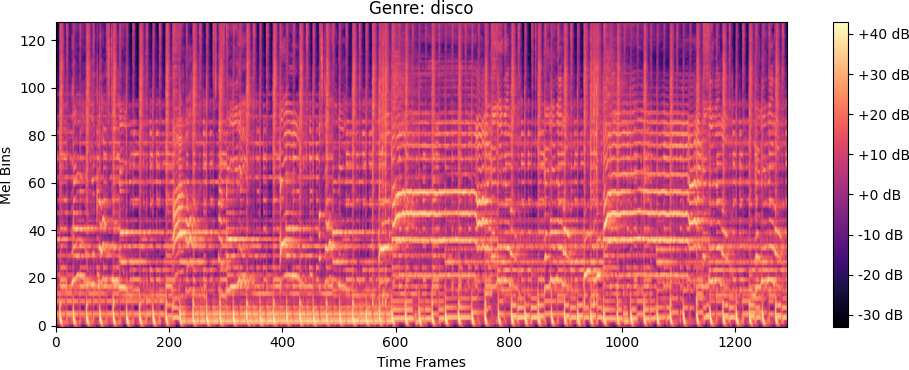 Genre: disco
+40 dB
+30 dB
+20 dB
+10 dB
+0 dB
-10 dB
-20 dB
-30 dB
Mel Bins
120
100
80
60
40
20
0
0 200 400 600 800 1000 1200
Time Frames